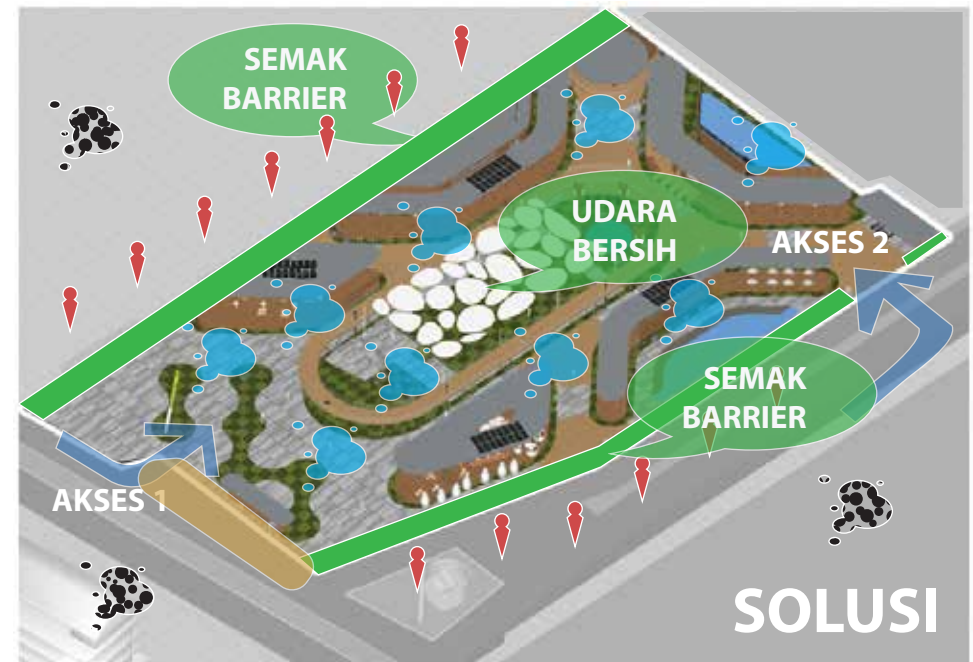 SEMAK
BARRIER
UDARA
BERSIH
AKSES 2
SEMAK
BARRIER
AKSES 1
SOLUSI